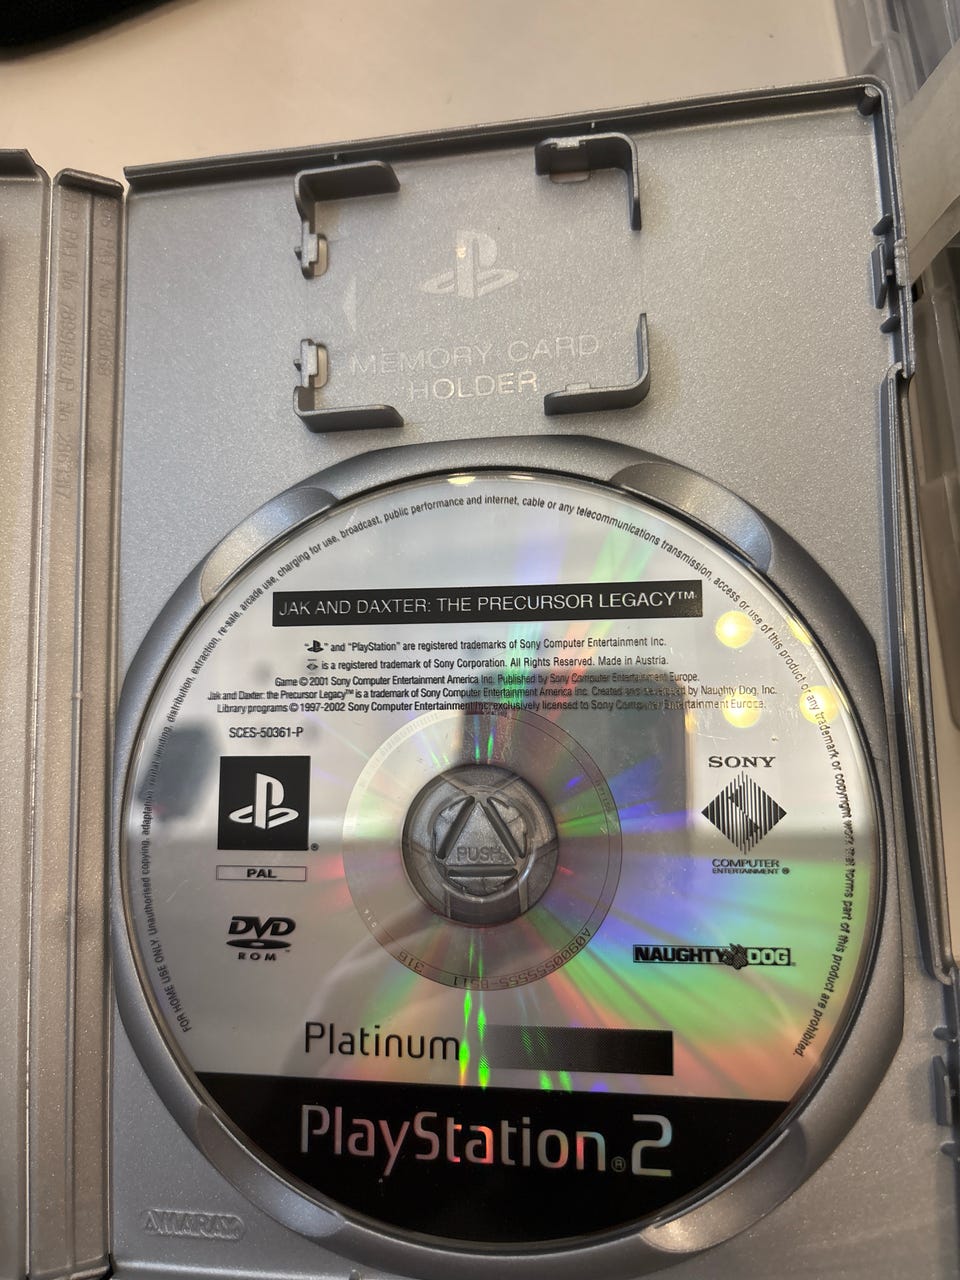 MEMORY CARD
HOLDER
FOR HOME USE ONLY Unauthorised copying, adaptation, rental, lending, distribution, extraction, re-sale, arcade use, charging for use, broadcast, public performance and internet, cable or any telecommunications transmission, access or use of this product or any trademark or copyright work that forms part of this product are prohibited.
JAK AND DAXTER: THE PRECURSOR LEGACY™
"PS" and "PlayStation" are registered trademarks of Sony Computer Entertainment Inc.
is a registered trademark of Sony Corporation. All Rights Reserved. Made in Austria.
Game © 2001 Sony Computer Entertainment America Inc. Published by Sony Computer Entertainment Europe.
Jak and Daxter: the Precursor Legacy™ is a trademark of Sony Computer Entertainment America Inc. Created and developed by Naughty Dog, Inc.
Library programs © 1997-2002 Sony Computer Entertainment Inc. exclusively licensed to Sony Computer Entertainment Europe.
SCES-50361-P
®
PAL
DVD™
ROM
SONY
COMPUTER
ENTERTAINMENT ®
PUSH
NAUGHTY DOG
A0900555555-B511 31B
Platinum
PlayStation®2
AMARAY